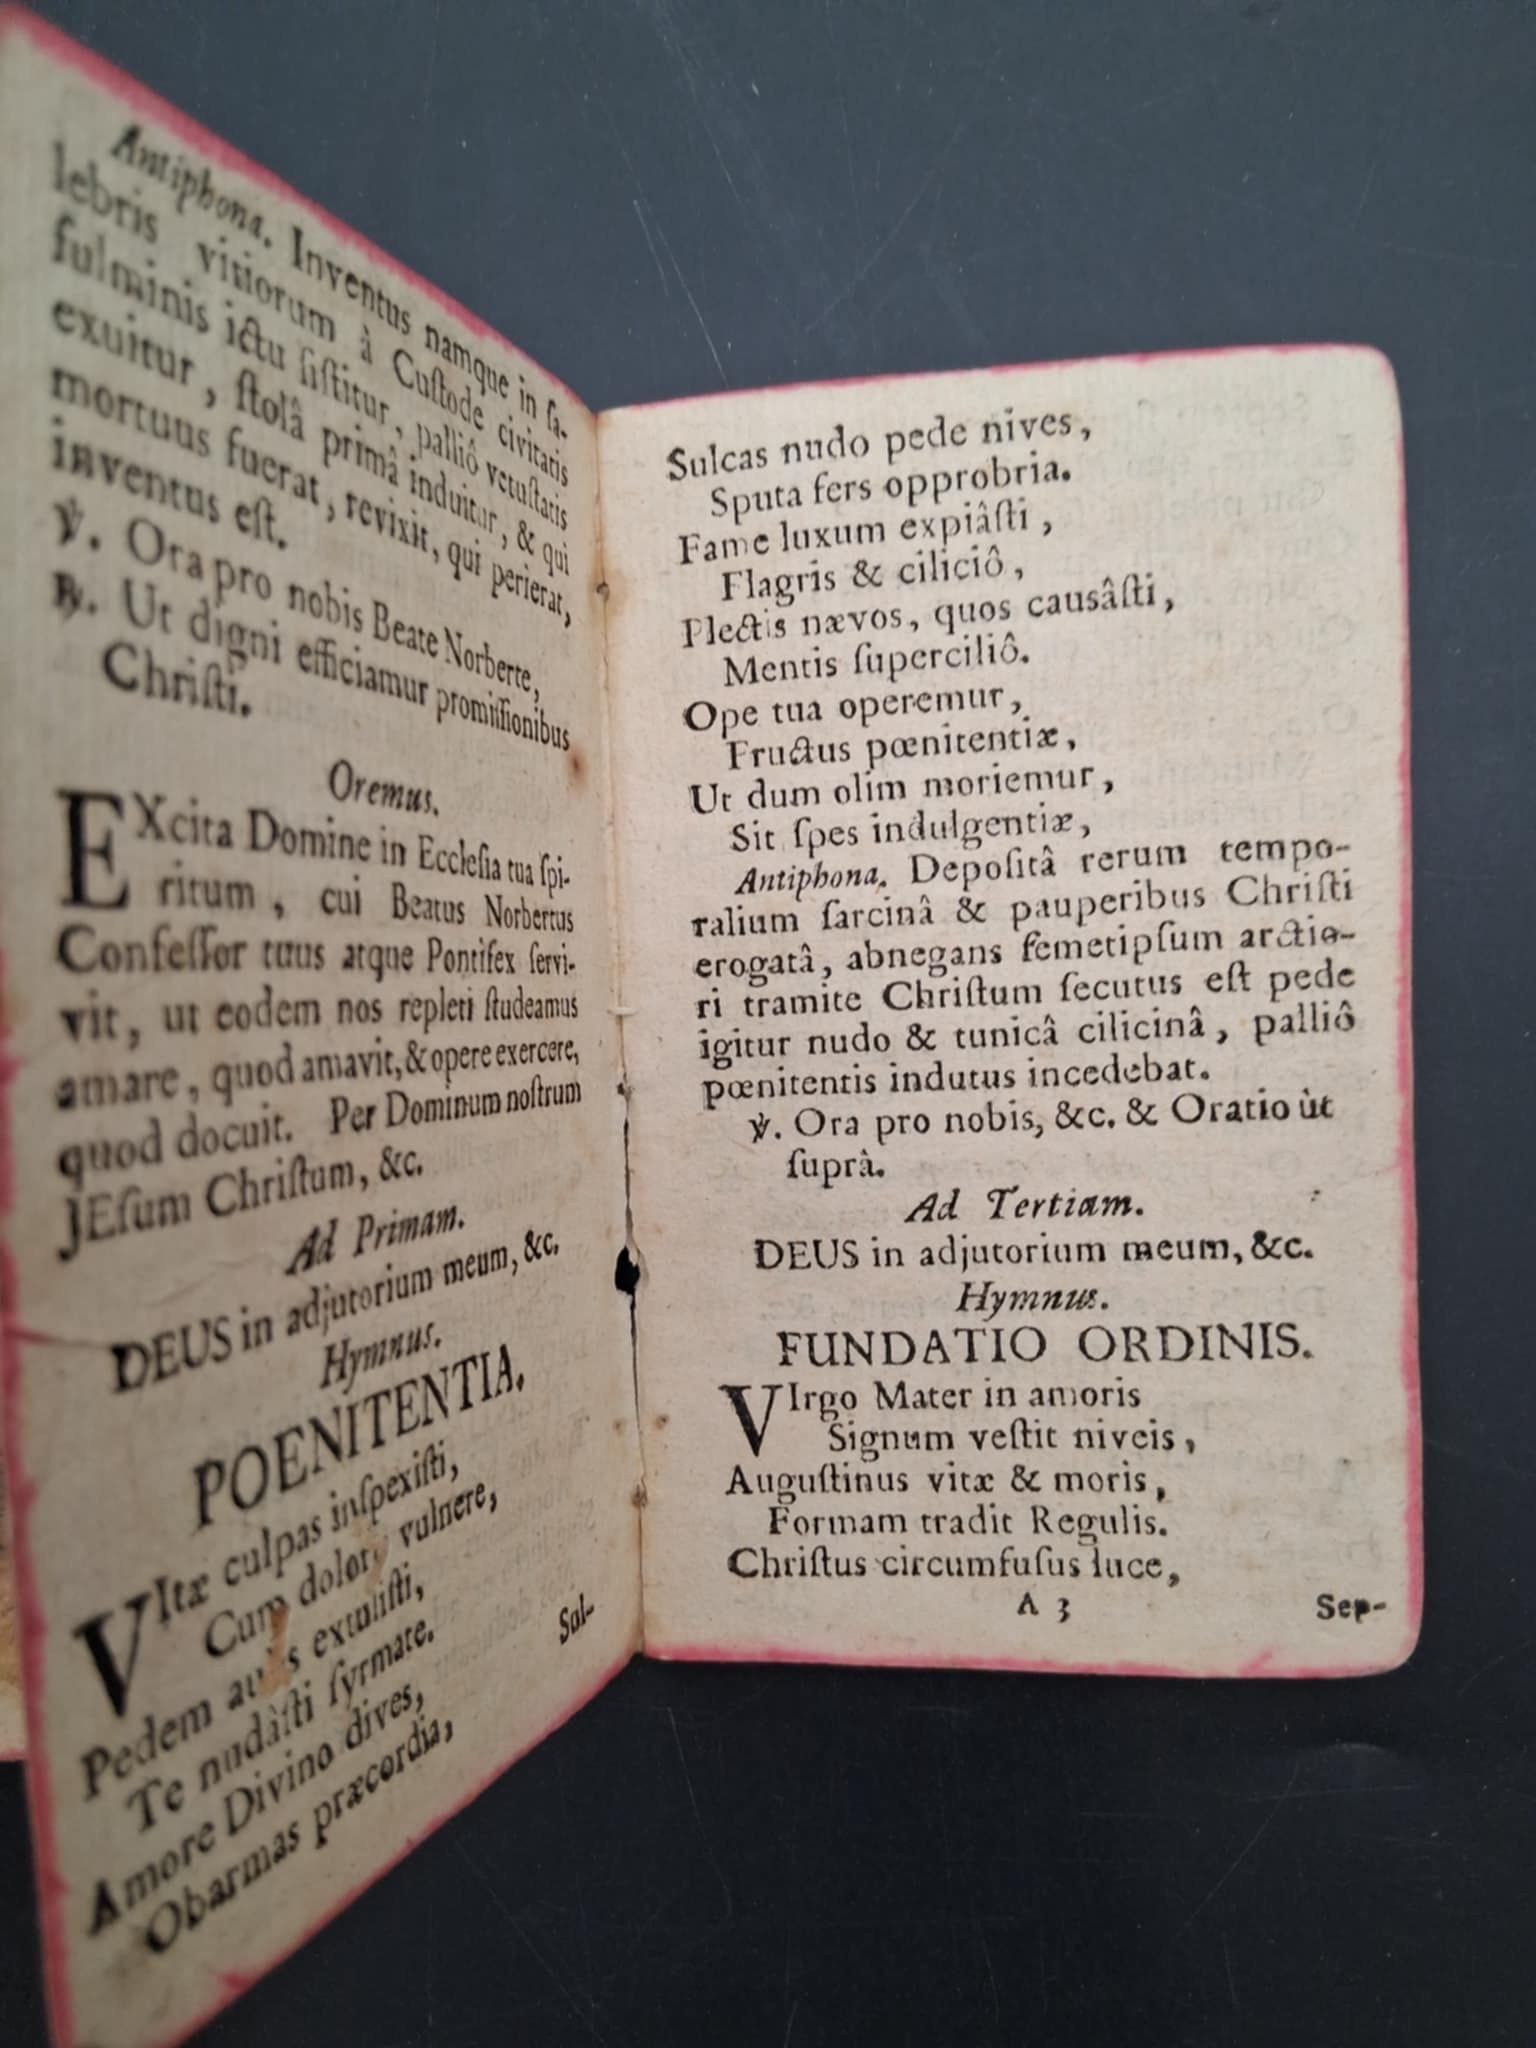 Antiphona. Inventus namque in ſa-
lebris vitiorum à Cuſtode civitatis
fulminis ictu ſiſtitur, palliô vetuſtatis
exuitur, ſtolâ primâ induitur, & qui
mortuus fuerat, revixit, qui perierat,
inventus eſt.
℣. Ora pro nobis Beate Norberte,
℟. Ut digni efficiamur promiſſionibus
Chriſti.
Oremus.
EXcita Domine in Eccleſia tua ſpi-
ritum, cui Beatus Norbertus
Confeſſor tuus atque Pontifex ſervi-
vit, ut eodem nos repleti ſtudeamus
amare, quod amavit, & opere exercere,
quod docuit. Per Dominum noſtrum
JEſum Chriſtum, &c.
Ad Primam.
DEUS in adjutorium meum, &c.
Hymnus.
POENITENTIA.
VItæ culpas inſpexiſti,
Cum dolore vulnere,
Pedem extuliſti,
Te nudâſti ſyrmate.
Amore Divino dives,
Obarmas præcordia,
Sul-
Sulcas nudo pede nives,
Sputa fers opprobria.
Fame luxum expiâſti,
Flagris & ciliciô,
Plectis nævos, quos causâſti,
Mentis ſuperciliô.
Ope tua operemur,
Fructus pœnitentiæ,
Ut dum olim moriemur,
Sit ſpes indulgentiæ,
Antiphona. Depoſitâ rerum tempo-
ralium ſarcinâ & pauperibus Chriſti
erogatâ, abnegans ſemetipſum arctio-
ri tramite Chriſtum ſecutus eſt pede
igitur nudo & tunicâ cilicinâ, palliô
pœnitentis indutus incedebat.
℣. Ora pro nobis, &c. & Oratio ùt
ſuprà.
Ad Tertiam.
DEUS in adjutorium meum, &c.
Hymnus.
FUNDATIO ORDINIS.
VIrgo Mater in amoris
Signum veſtit niveis,
Auguſtinus vitæ & moris,
Formam tradit Regulis.
Chriſtus circumfuſus luce,
A 3
Sep-